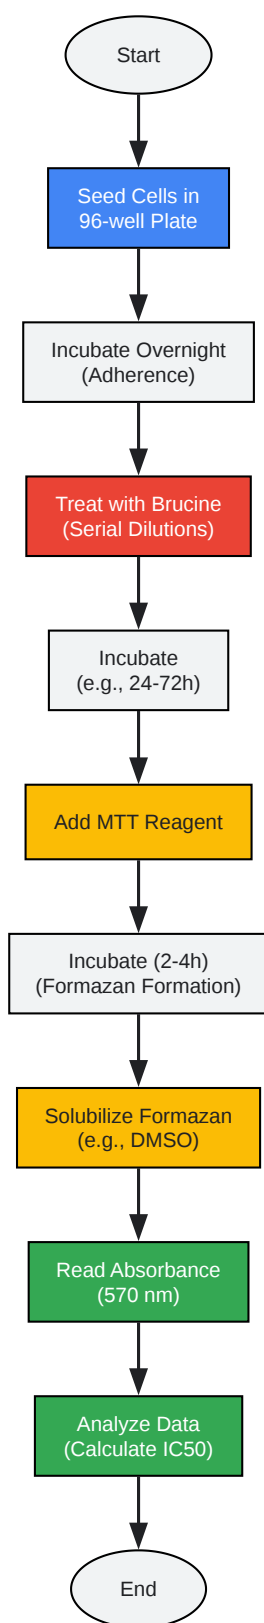 Start
Seed Cells in
96-well Plate
Incubate Overnight
(Adherence)
Treat with Brucine
(Serial Dilutions)
Incubate
(e.g., 24-72h)
Add MTT Reagent
Incubate (2-4h)
(Formazan Formation)
Solubilize Formazan
(e.g., DMSO)
Read Absorbance
(570 nm)
Analyze Data
(Calculate IC50)
End